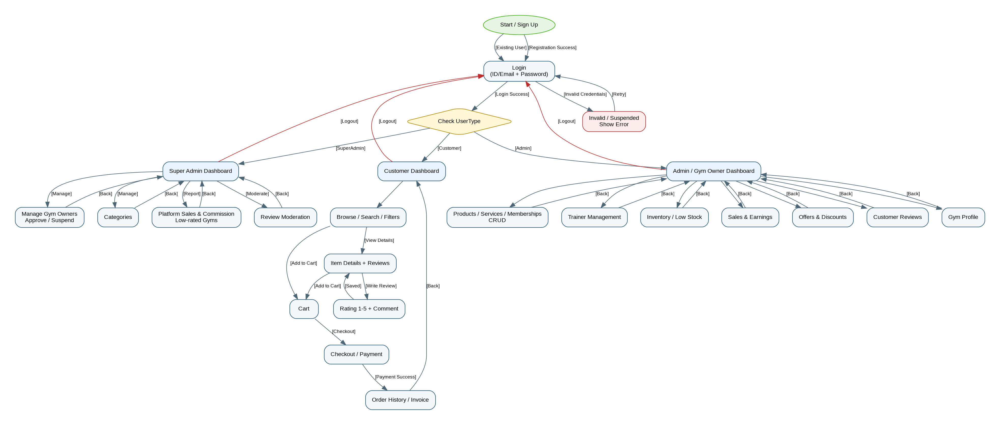 Start / Sign Up
[Existing User]
[Registration Success]
Login
(ID/Email + Password)
[Login Success]
[Invalid Credentials]
[Retry]
[Logout]
[Logout]
Check UserType
[Logout]
Invalid / Suspended
Show Error
[SuperAdmin]
[Customer]
[Admin]
Super Admin Dashboard
Customer Dashboard
Admin / Gym Owner Dashboard
[Manage]
[Back]
[Manage]
[Back]
[Report]
[Back]
[Moderate]
[Back]
[Back]
[Back]
[Back]
[Back]
[Back]
[Back]
[Back]
Manage Gym Owners
Approve / Suspend
Categories
Platform Sales & Commission
Low-rated Gyms
Review Moderation
Browse / Search / Filters
Products / Services / Memberships
CRUD
Trainer Management
Inventory / Low Stock
Sales & Earnings
Offers & Discounts
Customer Reviews
Gym Profile
[View Details]
[Add to Cart]
Item Details + Reviews
[Add to Cart]
[Saved]
[Write Review]
[Back]
Cart
Rating 1-5 + Comment
[Checkout]
Checkout / Payment
[Payment Success]
Order History / Invoice